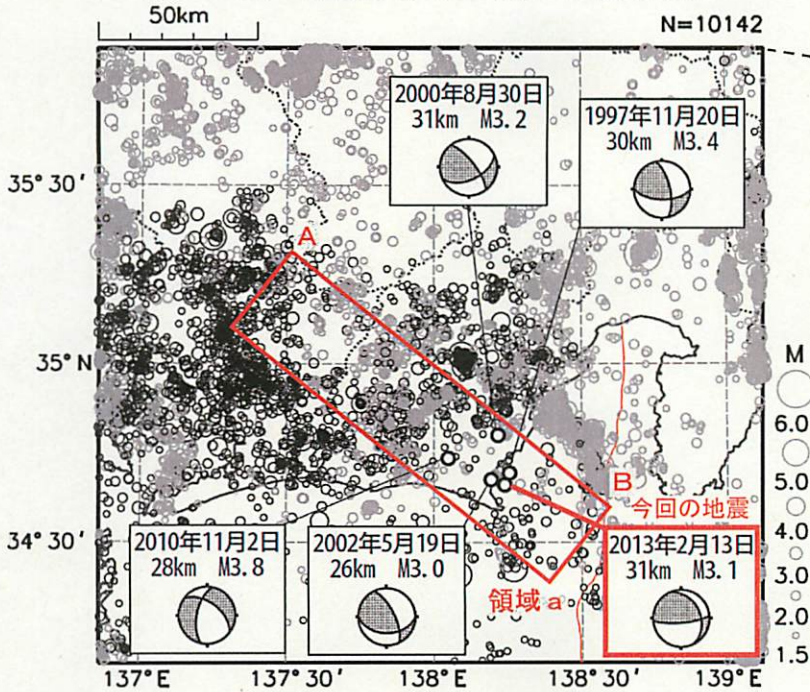 50km
N=10142
2000年8月30日
31km M3.2
1997年11月20日
30km M3.4
35°30'
A
35°N
M
6.0
5.0
4.0
3.0
2.0
1.5
B
今回の地震
34°30'
2010年11月2日
28km M3.8
2002年5月19日
26km M3.0
2013年2月13日
31km M3.1
領域a
137°E
137°30'
138°E
138°30'
139°E